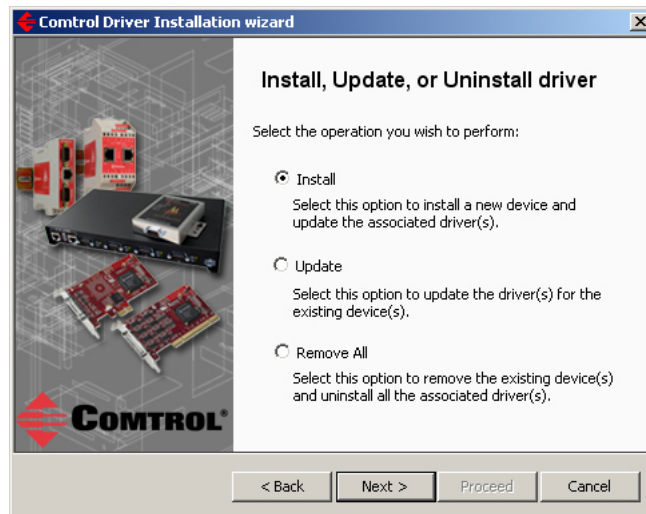 Comtrol Driver Installation wizard
Install, Update, or Uninstall driver
Select the operation you wish to perform:
Install
Select this option to install a new device and
update the associated driver(s).
Update
Select this option to update the driver(s) for the
existing device(s).
Remove All
Select this option to remove the existing device(s)
and uninstall all the associated driver(s).
COMTROL®
< Back
Next >
Proceed
Cancel